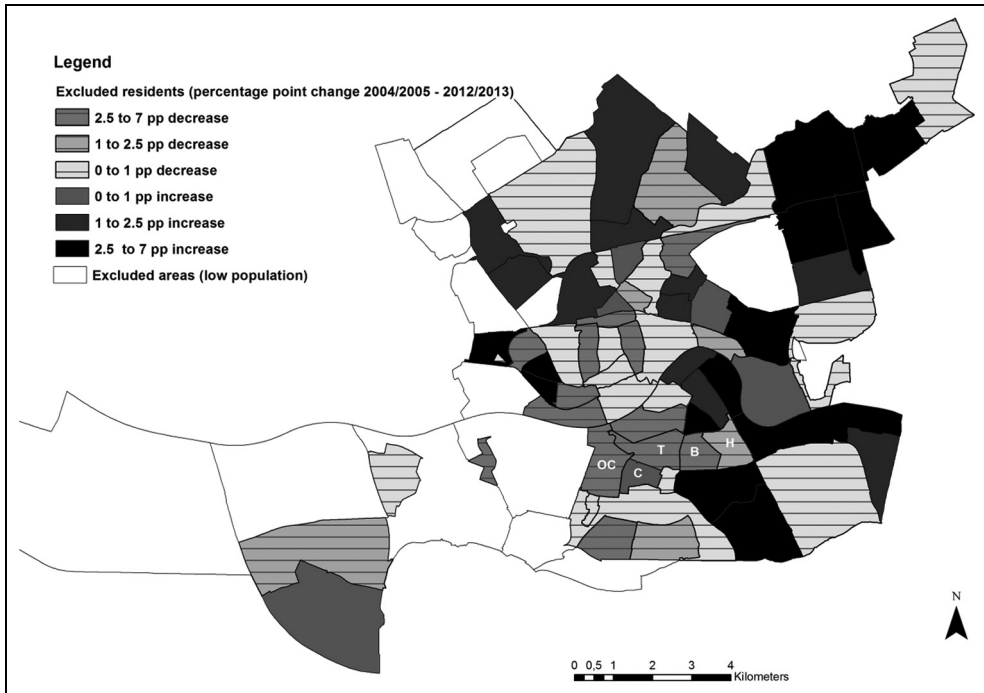 Legend
Excluded residents (percentage point change 2004/2005 - 2012/2013)
2.5 to 7 pp decrease
1 to 2.5 pp decrease
0 to 1 pp decrease
0 to 1 pp increase
1 to 2.5 pp increase
2.5 to 7 pp increase
Excluded areas (low population)
H
T B
OC C
N
0 0,5 1 2 3 4
Kilometers